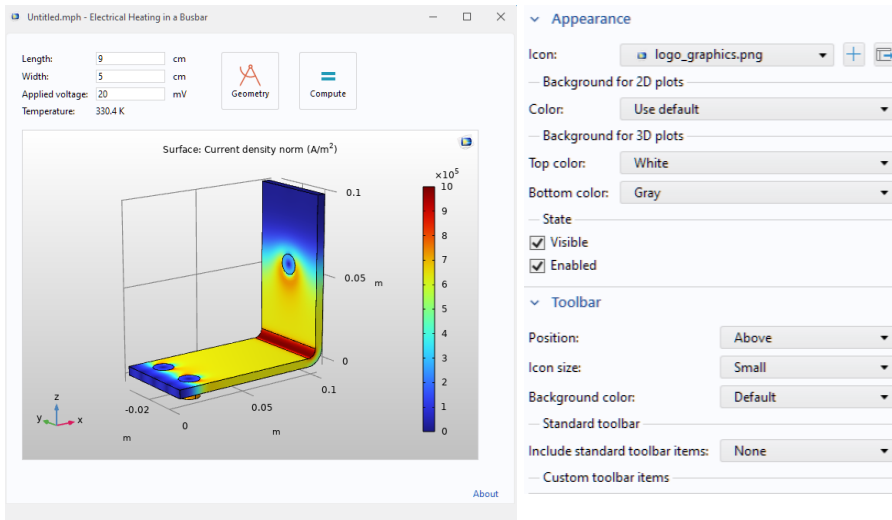 Untitled.mph - Electrical Heating in a Busbar
Length: 9 cm
Width: 5 cm
Applied voltage: 20 mV
Temperature: 330.4 K
Geometry
Compute
Surface: Current density norm (A/m²)
×10⁵
10
9
8
7
6
5
4
3
2
1
0
0.1
0.05 m
0
0.1
0.05
m
0
-0.02
m
z
y x
About
Appearance
Icon: logo_graphics.png
Background for 2D plots
Color: Use default
Background for 3D plots
Top color: White
Bottom color: Gray
State
Visible
Enabled
Toolbar
Position: Above
Icon size: Small
Background color: Default
Standard toolbar
Include standard toolbar items: None
Custom toolbar items